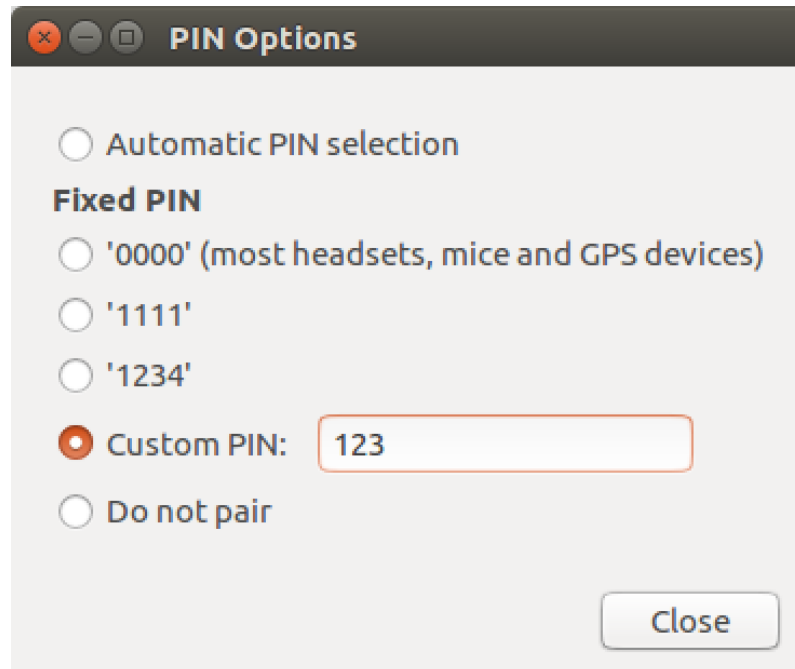 PIN Options
Automatic PIN selection
Fixed PIN
'0000' (most headsets, mice and GPS devices)
'1111'
'1234'
Custom PIN: 123
Do not pair
Close